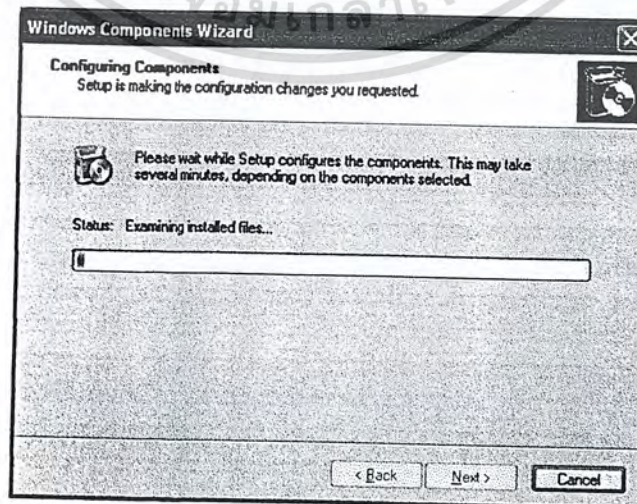 Windows Components Wizard
Configuring Components
Setup is making the configuration changes you requested.
Please wait while Setup configures the components. This may take
several minutes, depending on the components selected.
Status: Examining installed files...
< Back
Next >
Cancel